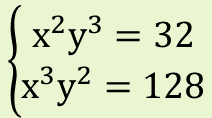 x²y³ = 32
x³y² = 128